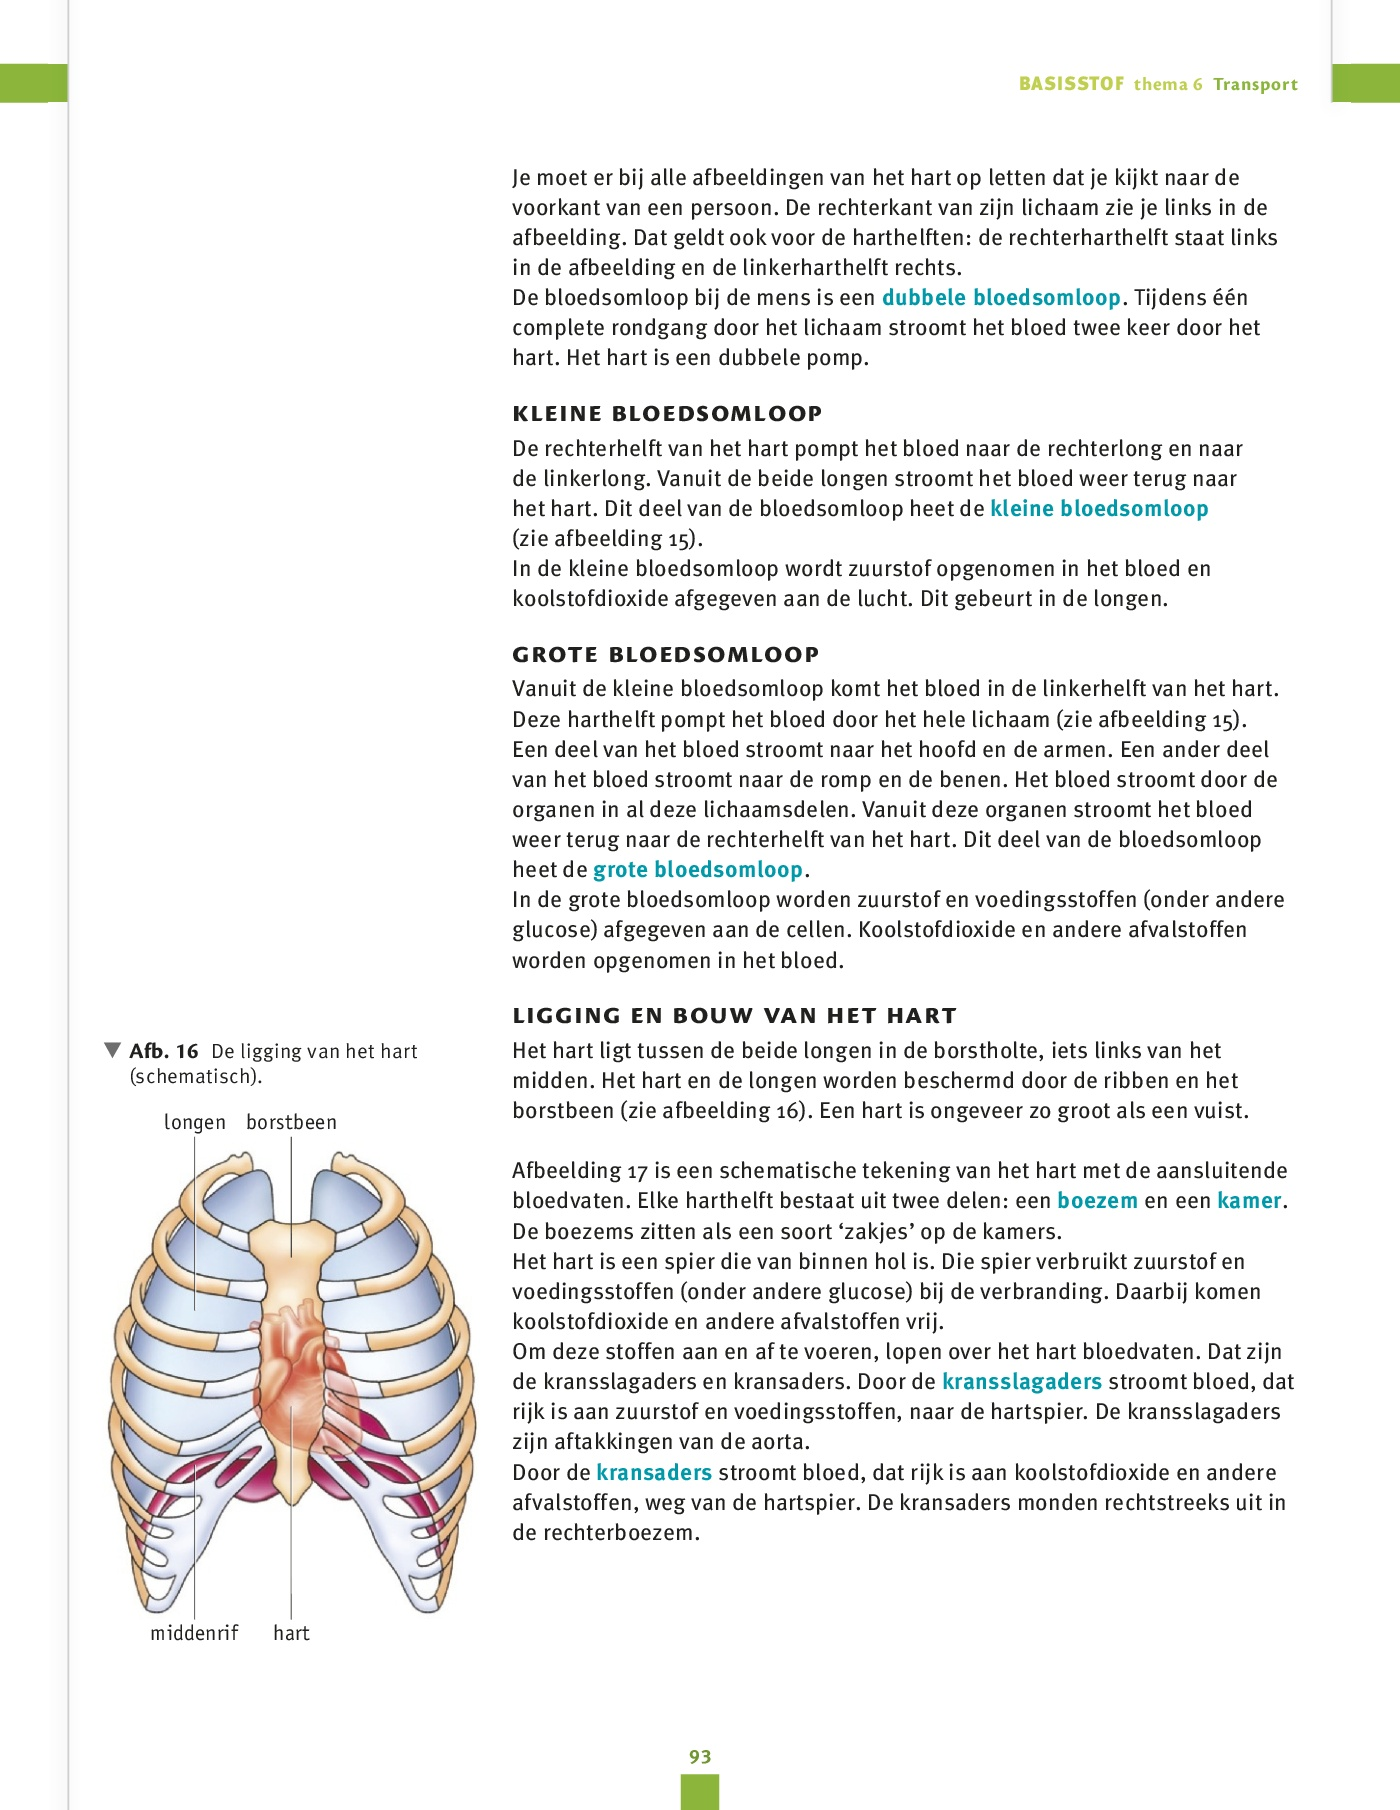 BASISSTOF thema 6 Transport
Je moet er bij alle afbeeldingen van het hart op letten dat je kijkt naar de
voorkant van een persoon. De rechterkant van zijn lichaam zie je links in de
afbeelding. Dat geldt ook voor de harthelften: de rechterharthelft staat links
in de afbeelding en de linkerharthelft rechts.
De bloedsomloop bij de mens is een dubbele bloedsomloop. Tijdens één
complete rondgang door het lichaam stroomt het bloed twee keer door het
hart. Het hart is een dubbele pomp.
KLEINE BLOEDSOMLOOP
De rechterhelft van het hart pompt het bloed naar de rechterlong en naar
de linkerlong. Vanuit de beide longen stroomt het bloed weer terug naar
het hart. Dit deel van de bloedsomloop heet de kleine bloedsomloop
(zie afbeelding 15).
In de kleine bloedsomloop wordt zuurstof opgenomen in het bloed en
koolstofdioxide afgegeven aan de lucht. Dit gebeurt in de longen.
GROTE BLOEDSOMLOOP
Vanuit de kleine bloedsomloop komt het bloed in de linkerhelft van het hart.
Deze harthelft pompt het bloed door het hele lichaam (zie afbeelding 15).
Een deel van het bloed stroomt naar het hoofd en de armen. Een ander deel
van het bloed stroomt naar de romp en de benen. Het bloed stroomt door de
organen in al deze lichaamsdelen. Vanuit deze organen stroomt het bloed
weer terug naar de rechterhelft van het hart. Dit deel van de bloedsomloop
heet de grote bloedsomloop.
In de grote bloedsomloop worden zuurstof en voedingsstoffen (onder andere
glucose) afgegeven aan de cellen. Koolstofdioxide en andere afvalstoffen
worden opgenomen in het bloed.
LIGGING EN BOUW VAN HET HART
Het hart ligt tussen de beide longen in de borstholte, iets links van het
midden. Het hart en de longen worden beschermd door de ribben en het
borstbeen (zie afbeelding 16). Een hart is ongeveer zo groot als een vuist.
Afbeelding 17 is een schematische tekening van het hart met de aansluitende
bloedvaten. Elke harthelft bestaat uit twee delen: een boezem en een kamer.
De boezems zitten als een soort ‘zakjes’ op de kamers.
Het hart is een spier die van binnen hol is. Die spier verbruikt zuurstof en
voedingsstoffen (onder andere glucose) bij de verbranding. Daarbij komen
koolstofdioxide en andere afvalstoffen vrij.
Om deze stoffen aan en af te voeren, lopen over het hart bloedvaten. Dat zijn
de kransslagaders en kransaders. Door de kransslagaders stroomt bloed, dat
rijk is aan zuurstof en voedingsstoffen, naar de hartspier. De kransslagaders
zijn aftakkingen van de aorta.
Door de kransaders stroomt bloed, dat rijk is aan koolstofdioxide en andere
afvalstoffen, weg van de hartspier. De kransaders monden rechtstreeks uit in
de rechterboezem.
▼ Afb. 16 De ligging van het hart
(schematisch).
longen borstbeen
middenrif hart
93